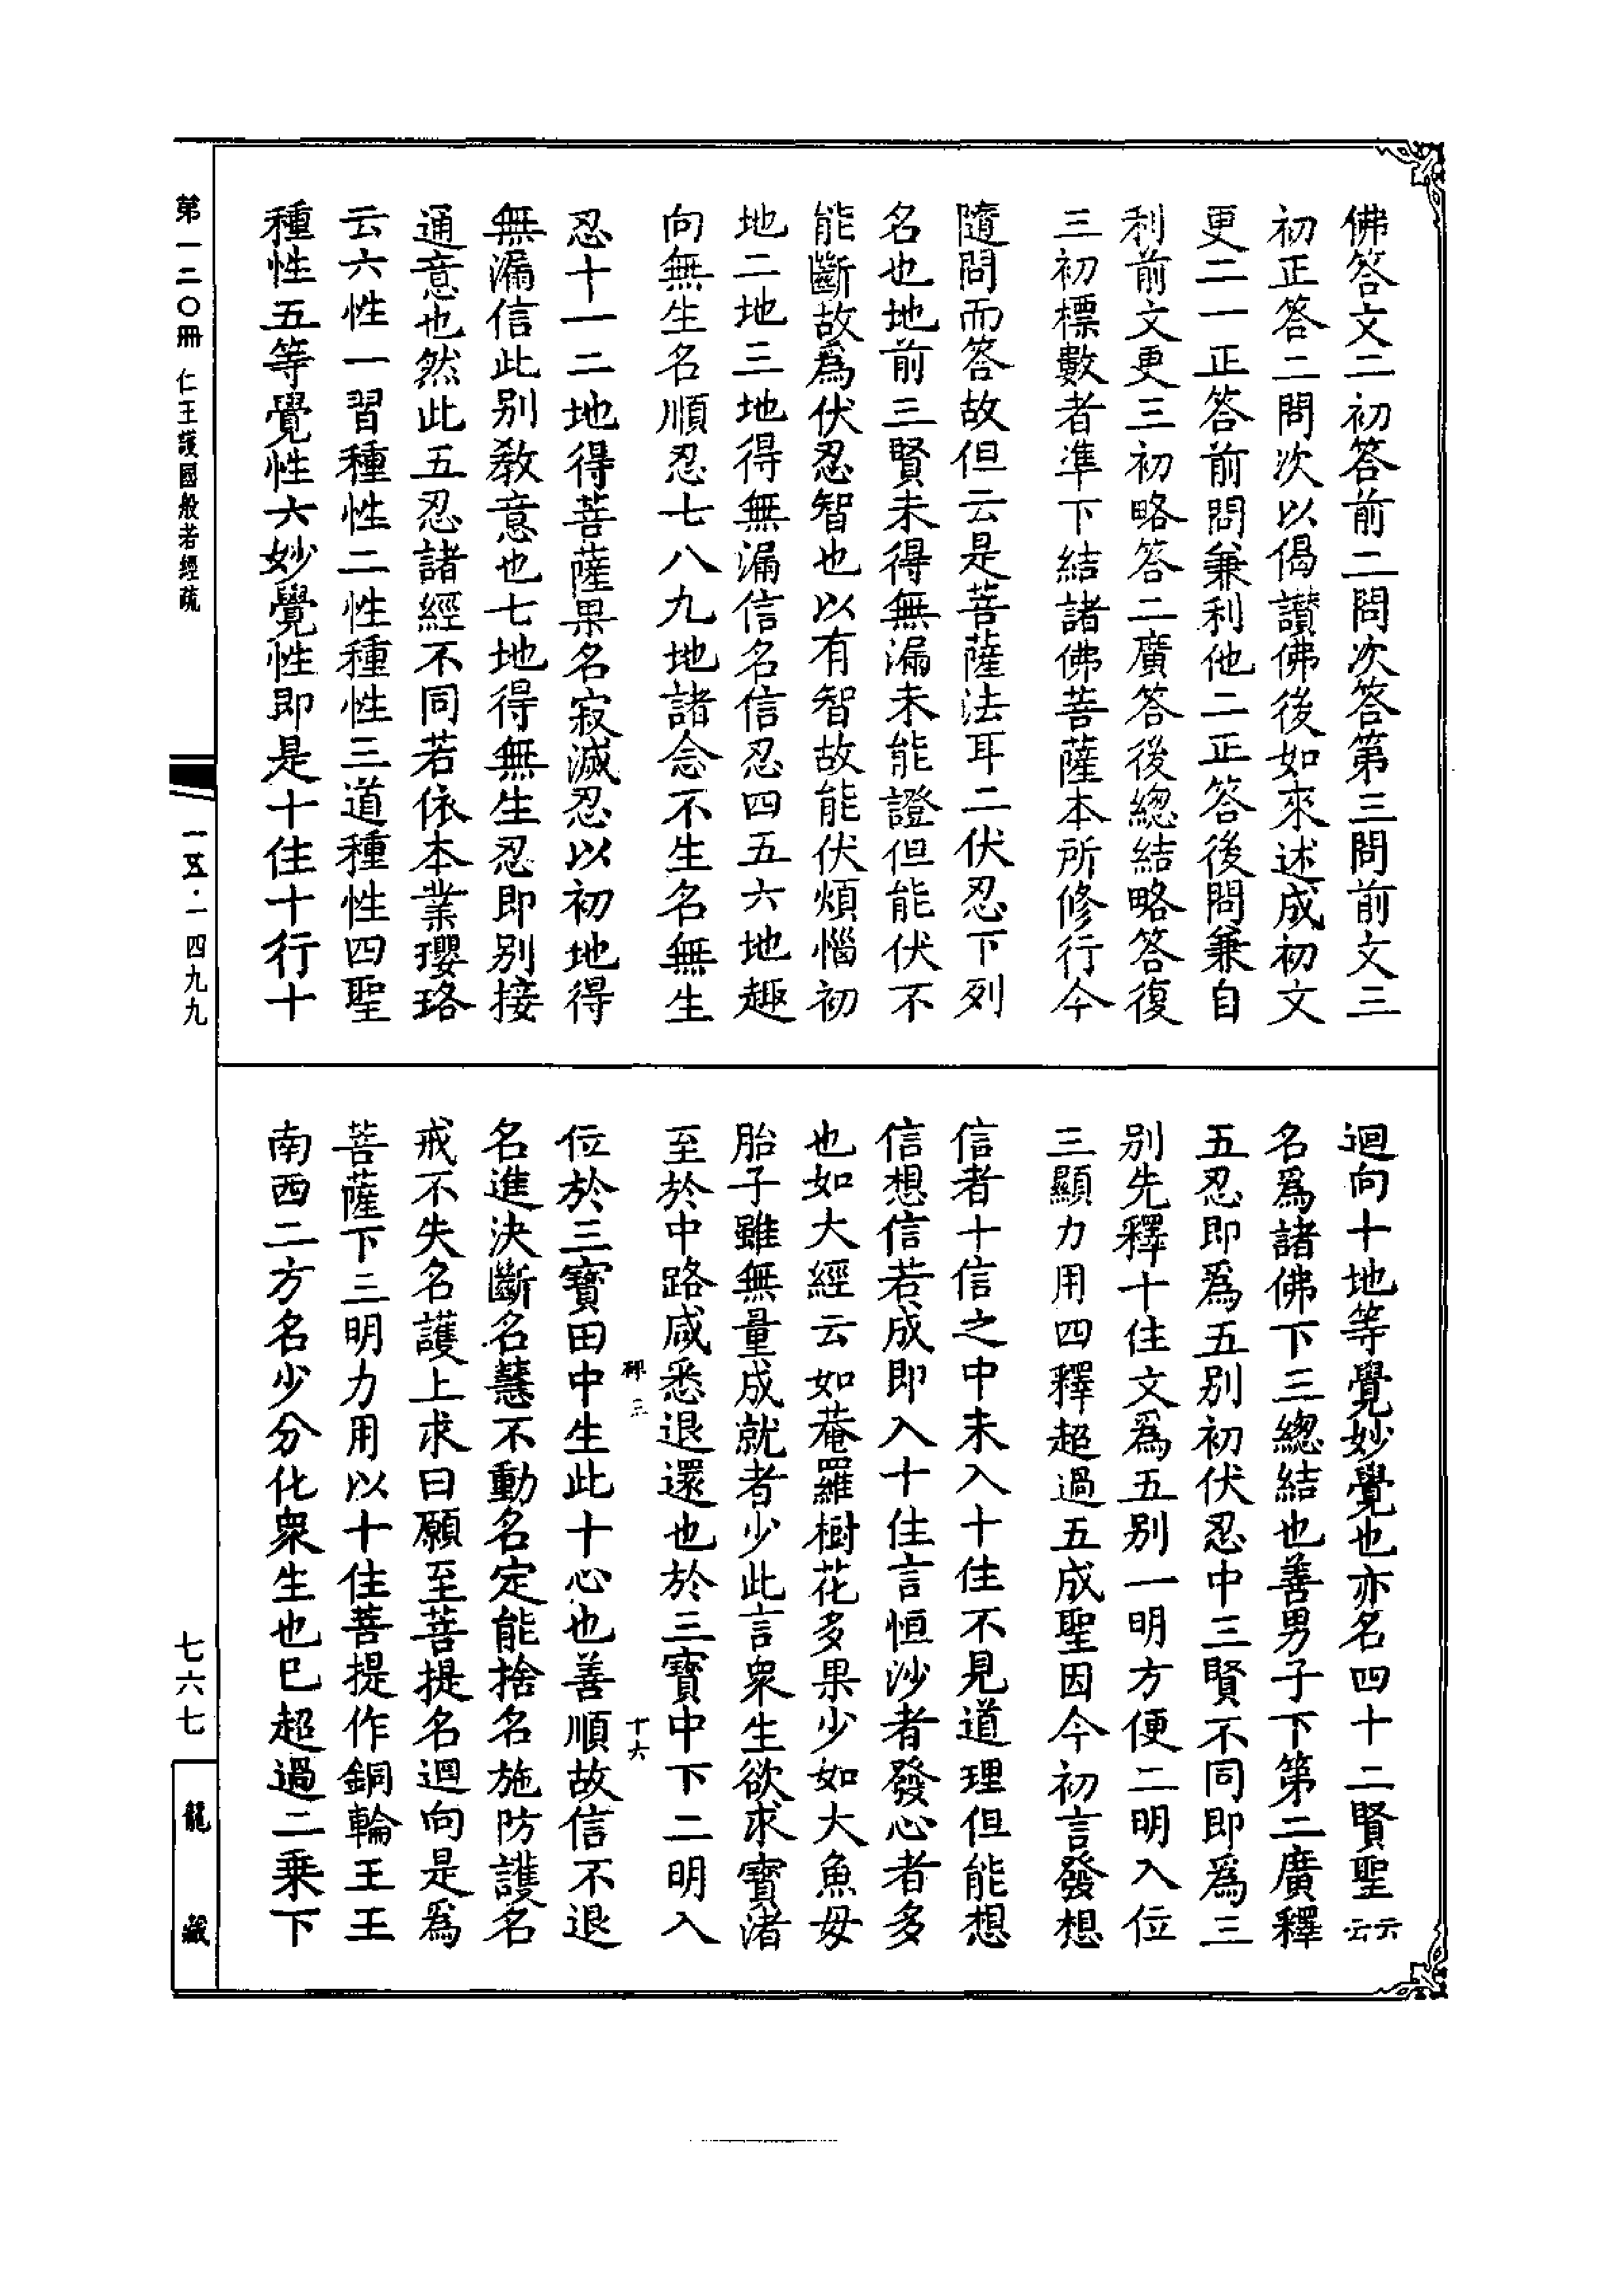 佛答文二初答前二問次答第三問前文三
初正答二問次以偈讃佛後如來述成初文
更二一正答前問兼利他二正答後問兼自
利前文更三初略答二廣答後總結略答復
三初標數者準下結諸佛菩薩本所修行今
隨問而答故但云是菩薩法耳二伏忍下列
名也地前三賢未得無漏未能證但能伏不
能斷故爲伏忍智也以有智故能伏煩惱初
地二地三地得無漏信名信忍四五六地趣
向無生名順忍七八九地諸念不生名無生
忍十一二地得菩薩果名寂滅忍以初地得
無漏信此别教意也七地得無生忍即别接
通意也然此五忍諸經不同若依本業瓔珞
云六性一習種性二性種性三道種性四聖
種性五等覺性六妙覺性即是十住十行十
迴向十地等覺妙覺也亦名四十二賢聖云云
名爲諸佛下三總結也善男子下第二廣釋
五忍即爲五别初伏忍中三賢不同即爲三
别先釋十住文爲五别一明方便二明入位
三顯力用四釋超過五成聖因今初言發想
信者十信之中未入十住不見道理但能想
信想信若成即入十住言恒沙者發心者多
也如大經云如菴羅樹花多果少如大魚母
胎子雖無量成就者少此言衆生欲求寶渚
至於中路咸悉退還也於三寶中下二明入
位於三寶田中生此十心也善順故信不退
名進決斷名慧不動名定能捨名施防護名
戒不失名護上求曰願至菩提名迴向是爲
菩薩下三明力用以十住菩提作銅輪王王
南西二方名少分化衆生也巳超過二乗下
十六
第一二〇冊 仁王護國般若經疏
一五·一四九九
七六七
龍藏